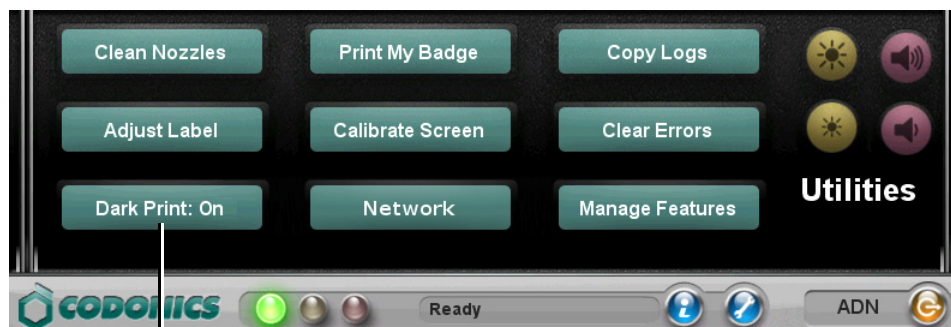 Clean Nozzles Print My Badge Copy Logs
Adjust Label Calibrate Screen Clear Errors
Dark Print: On Network Manage Features
Utilities
CODONICS Ready ADN